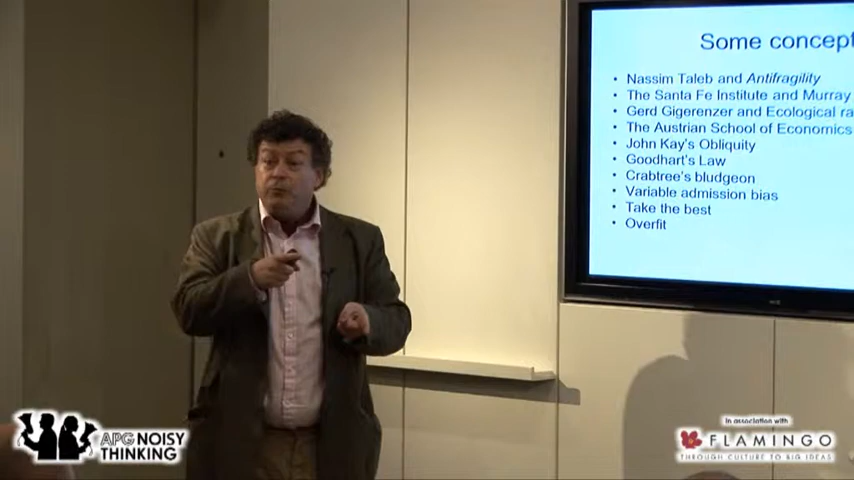 Some concept
• Nassim Taleb and Antifragility
• The Santa Fe Institute and Murray
• Gerd Gigerenzer and Ecological ra
• The Austrian School of Economics
• John Kay's Obliquity
• Goodhart's Law
• Crabtree's bludgeon
• Variable admission bias
• Take the best
• Overfit
APG NOISY
THINKING
In association with
FLAMINGO
THROUGH CULTURE TO BIG IDEAS